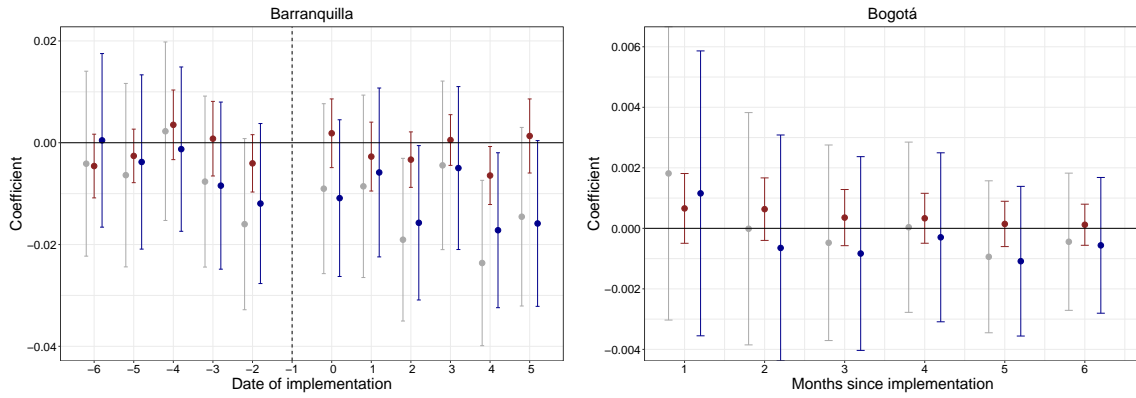 Barranquilla
Coefficient
0.02
0.00
−0.02
−0.04
−6 −5 −4 −3 −2 −1 0 1 2 3 4 5
Date of implementation
Bogotá
Coefficient
0.006
0.004
0.002
0.000
−0.002
−0.004
1 2 3 4 5 6
Months since implementation